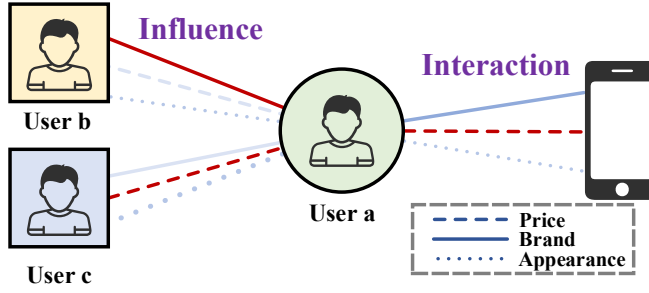 Influence
Interaction
User b
User a
User c
Price
Brand
Appearance